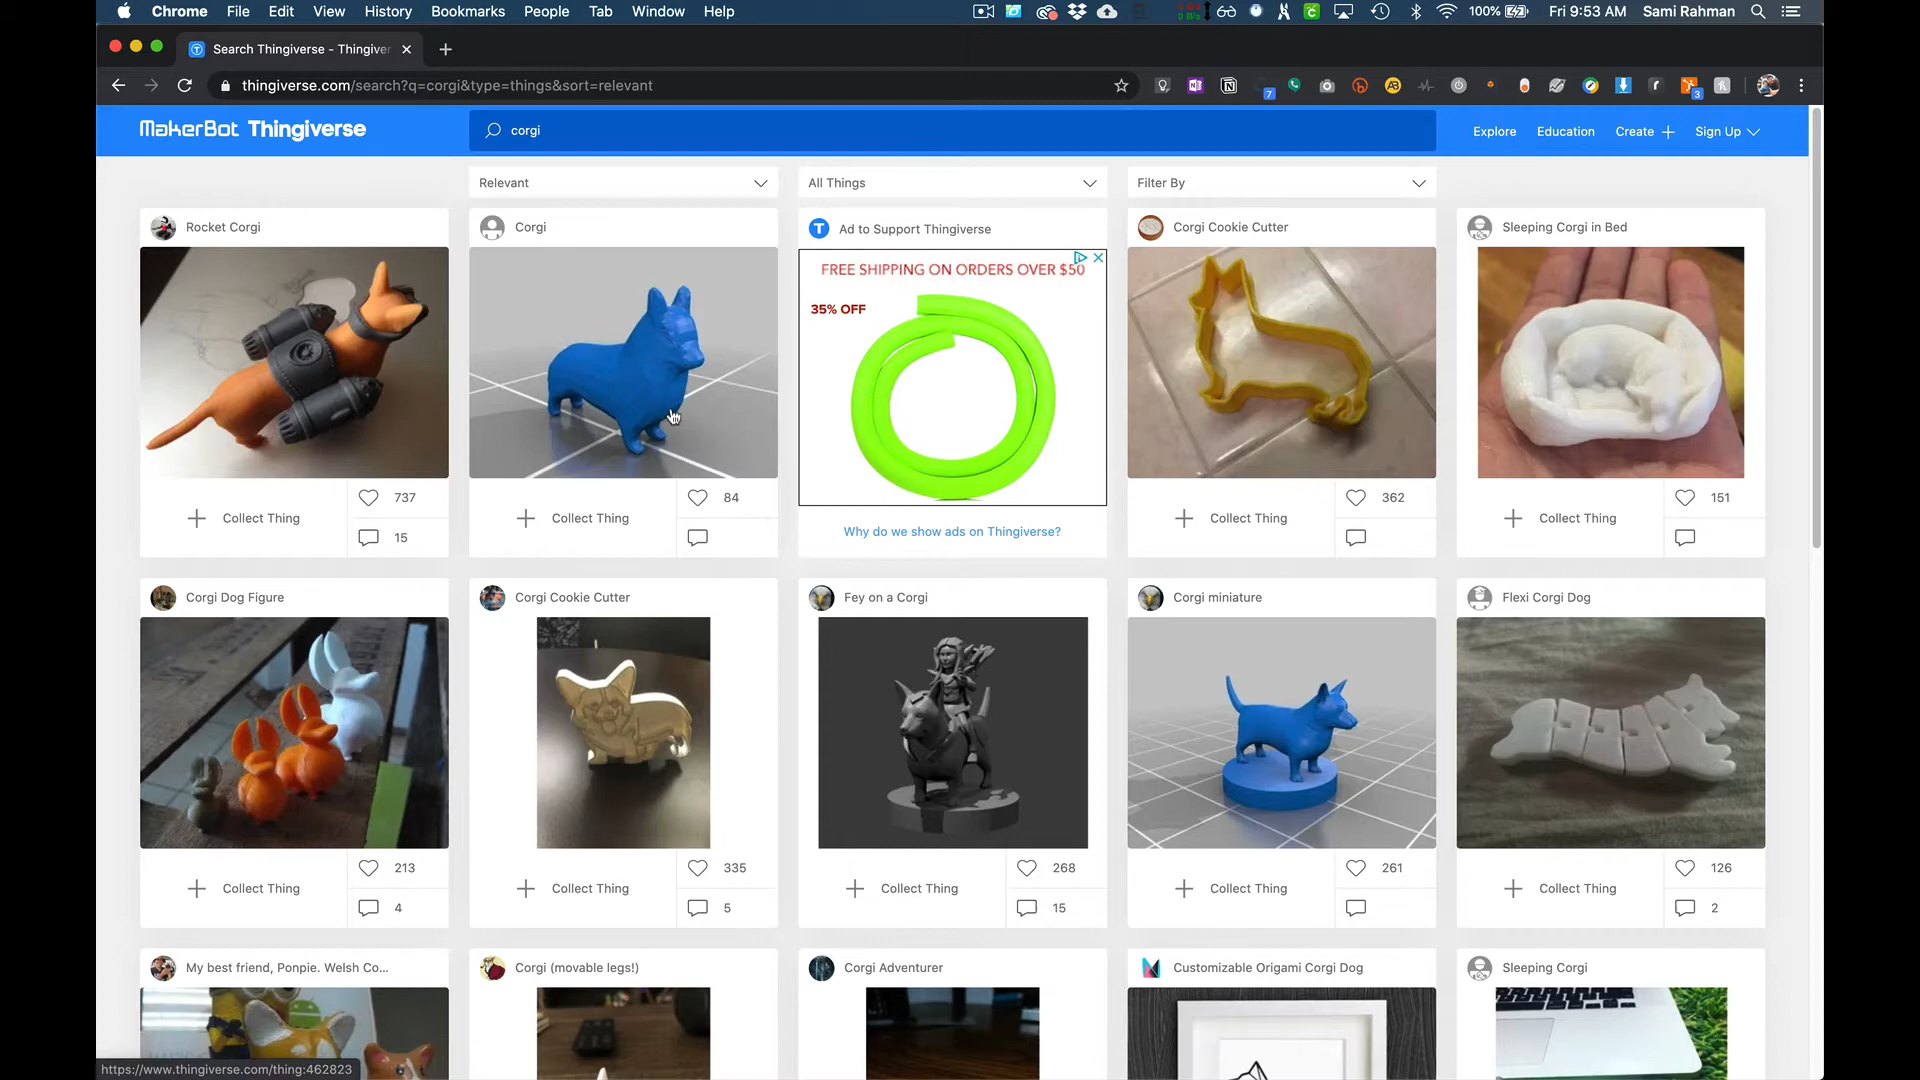 Chrome File Edit View History Bookmarks People Tab Window Help 100% Fri 9:53 AM Sami Rahman
Search Thingiverse - Thingiver
thingiverse.com/search?q=corgi&type=things&sort=relevant
7
3
MakerBot Thingiverse
corgi
Explore Education Create Sign Up
Relevant
All Things
Filter By
Rocket Corgi
Corgi
Ad to Support Thingiverse
Corgi Cookie Cutter
Sleeping Corgi in Bed
FREE SHIPPING ON ORDERS OVER $50
35% OFF
Collect Thing 737
15
Collect Thing 84
Why do we show ads on Thingiverse?
Collect Thing 362
Collect Thing 151
Corgi Dog Figure
Corgi Cookie Cutter
Fey on a Corgi
Corgi miniature
Flexi Corgi Dog
Collect Thing 213
4
Collect Thing 335
5
Collect Thing 268
15
Collect Thing 261
Collect Thing 126
2
My best friend, Ponpie. Welsh Co...
Corgi (movable legs!)
Corgi Adventurer
Customizable Origami Corgi Dog
Sleeping Corgi
https://www.thingiverse.com/thing:462823